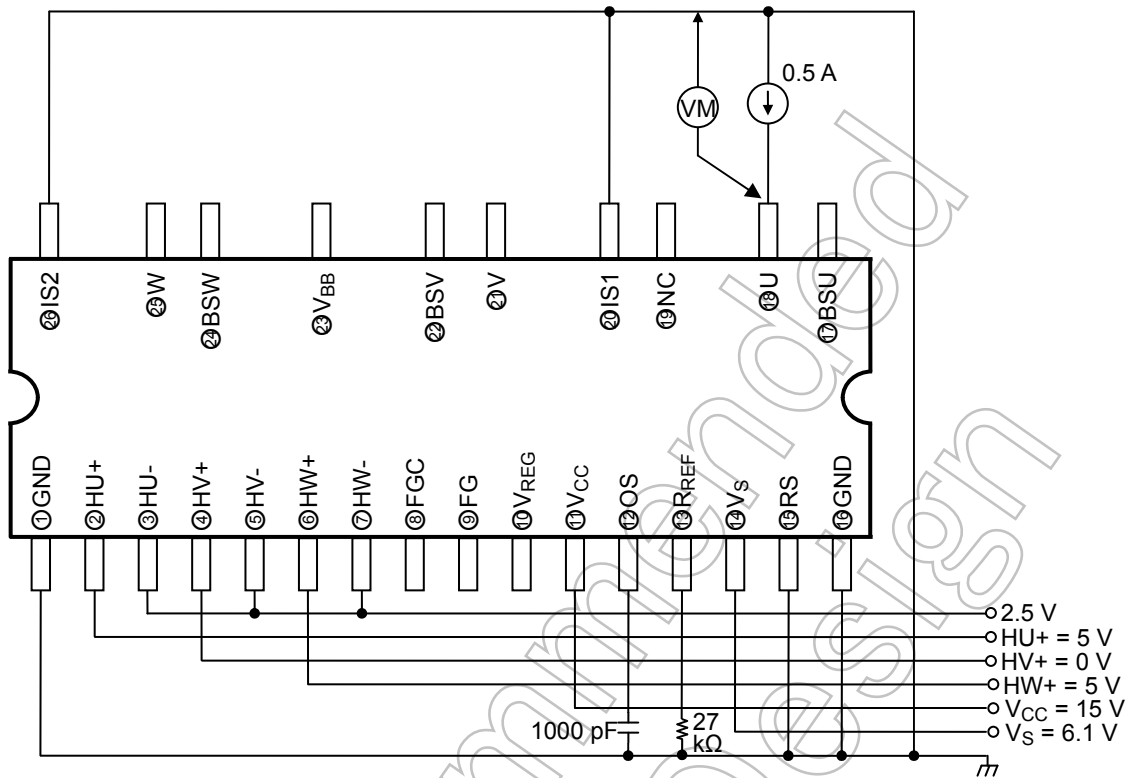 0.5 A
VM
㉖IS2
㉕W
㉔BSW
㉓VBB
㉒BSV
㉑V
⑳IS1
⑲NC
⑱U
⑰BSU
①GND
②HU+
③HU-
④HV+
⑤HV-
⑥HW+
⑦HW-
⑧FGC
⑨FG
⑩VREG
⑪VCC
⑫OS
⑬RREF
⑭VS
⑮RS
⑯GND
2.5 V
HU+ = 5 V
HV+ = 0 V
HW+ = 5 V
VCC = 15 V
VS = 6.1 V
1000 pF
27
kΩ
mmended
esign